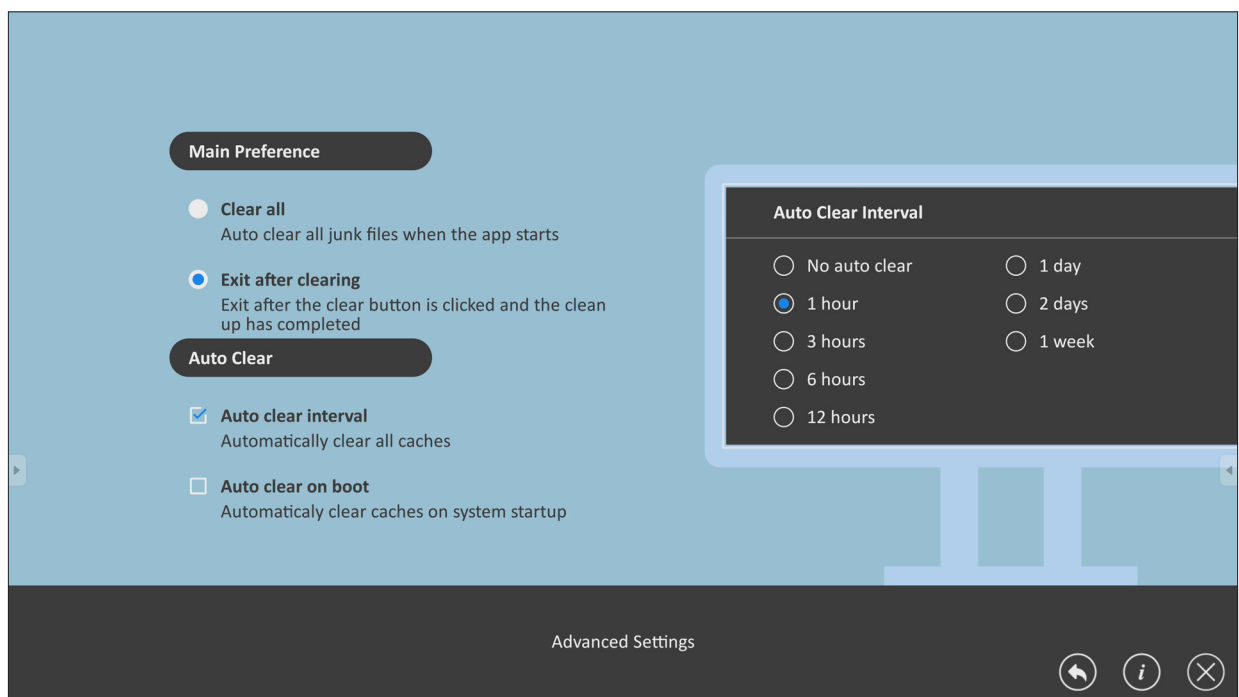 Main Preference
Clear all
Auto clear all junk files when the app starts
Exit after clearing
Exit after the clear button is clicked and the clean
up has completed
Auto Clear
Auto clear interval
Automatically clear all caches
Auto clear on boot
Automaticaly clear caches on system startup
Auto Clear Interval
No auto clear
1 hour
3 hours
6 hours
12 hours
1 day
2 days
1 week
Advanced Settings
i